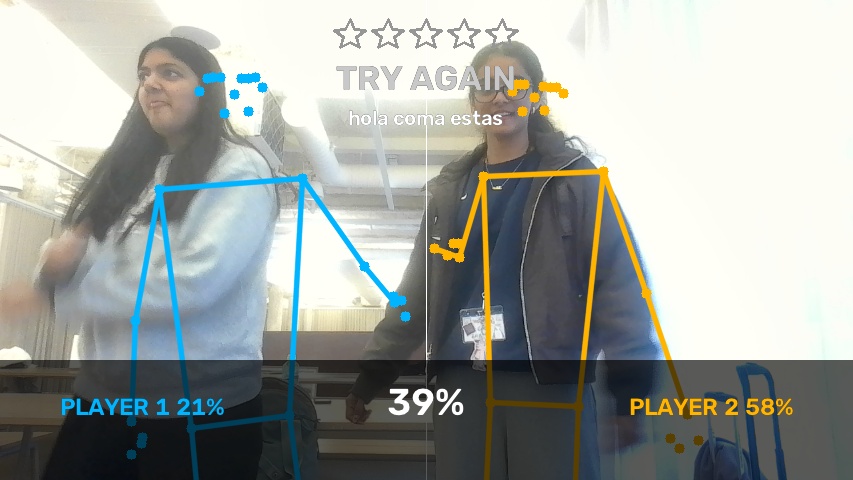 TRY AGAIN
hola coma estas
PLAYER 1 21%
39%
PLAYER 2 58%